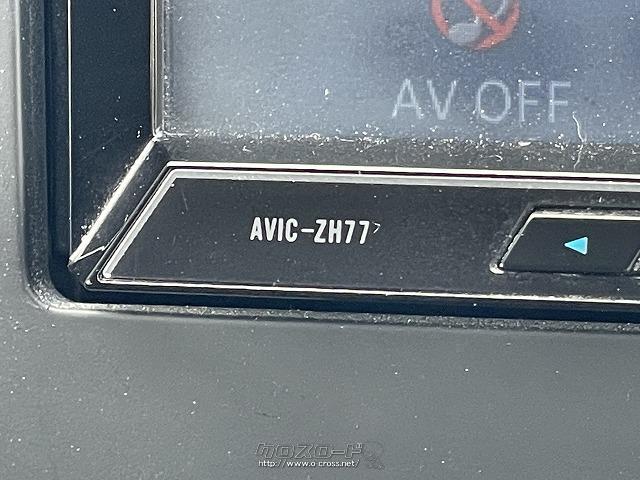 AV OFF
AVIC-ZH77
クロスロード
http://www.o-cross.net/